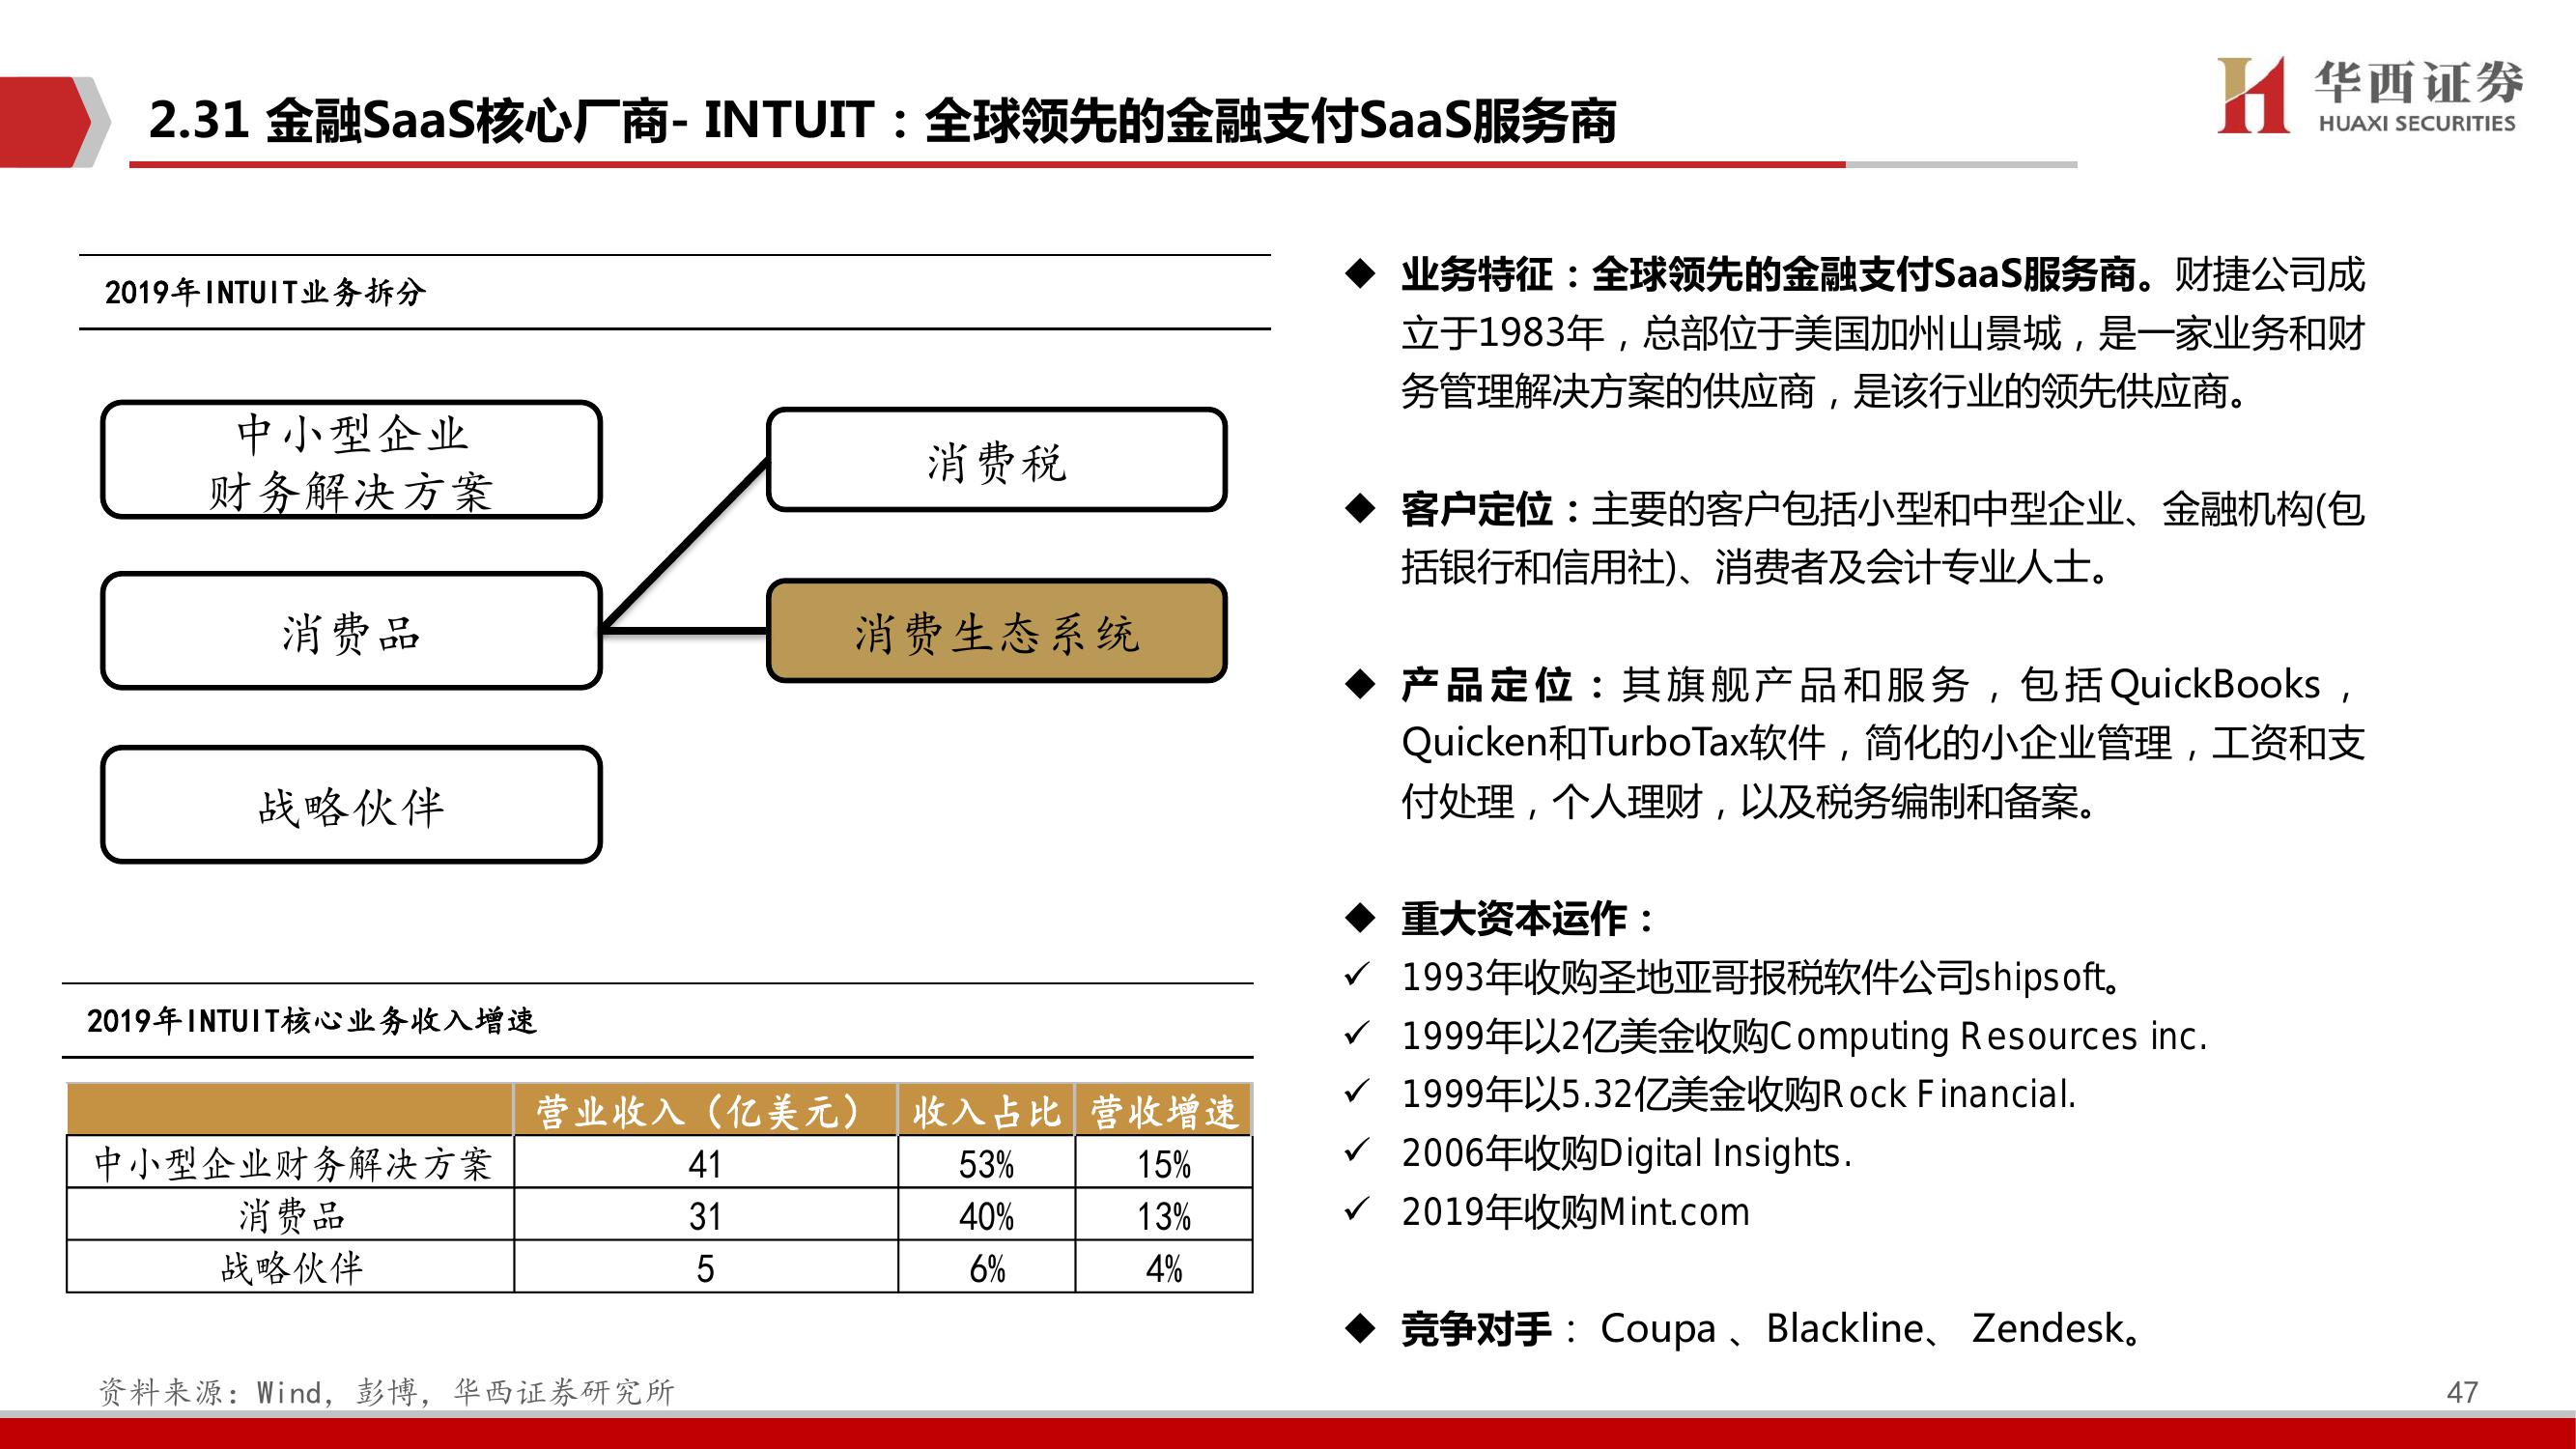 2.31 金融SaaS核心厂商- INTUIT：全球领先的金融支付SaaS服务商
华西证券
HUAXI SECURITIES
2019年INTUIT业务拆分
中小型企业
财务解决方案
消费税
消费品
消费生态系统
战略伙伴
2019年INTUIT核心业务收入增速
营业收入（亿美元） 收入占比 营收增速
中小型企业财务解决方案 41 53% 15%
消费品 31 40% 13%
战略伙伴 5 6% 4%
◆ 业务特征：全球领先的金融支付SaaS服务商。财捷公司成
立于1983年，总部位于美国加州山景城，是一家业务和财
务管理解决方案的供应商，是该行业的领先供应商。
◆ 客户定位：主要的客户包括小型和中型企业、金融机构(包
括银行和信用社)、消费者及会计专业人士。
◆ 产品定位：其旗舰产品和服务，包括QuickBooks，
Quicken和TurboTax软件，简化的小企业管理，工资和支
付处理，个人理财，以及税务编制和备案。
◆ 重大资本运作：
✓ 1993年收购圣地亚哥报税软件公司shipsoft。
✓ 1999年以2亿美金收购Computing Resources inc.
✓ 1999年以5.32亿美金收购Rock Financial.
✓ 2006年收购Digital Insights.
✓ 2019年收购Mint.com
◆ 竞争对手： Coupa 、Blackline、 Zendesk。
资料来源：Wind，彭博，华西证券研究所
47